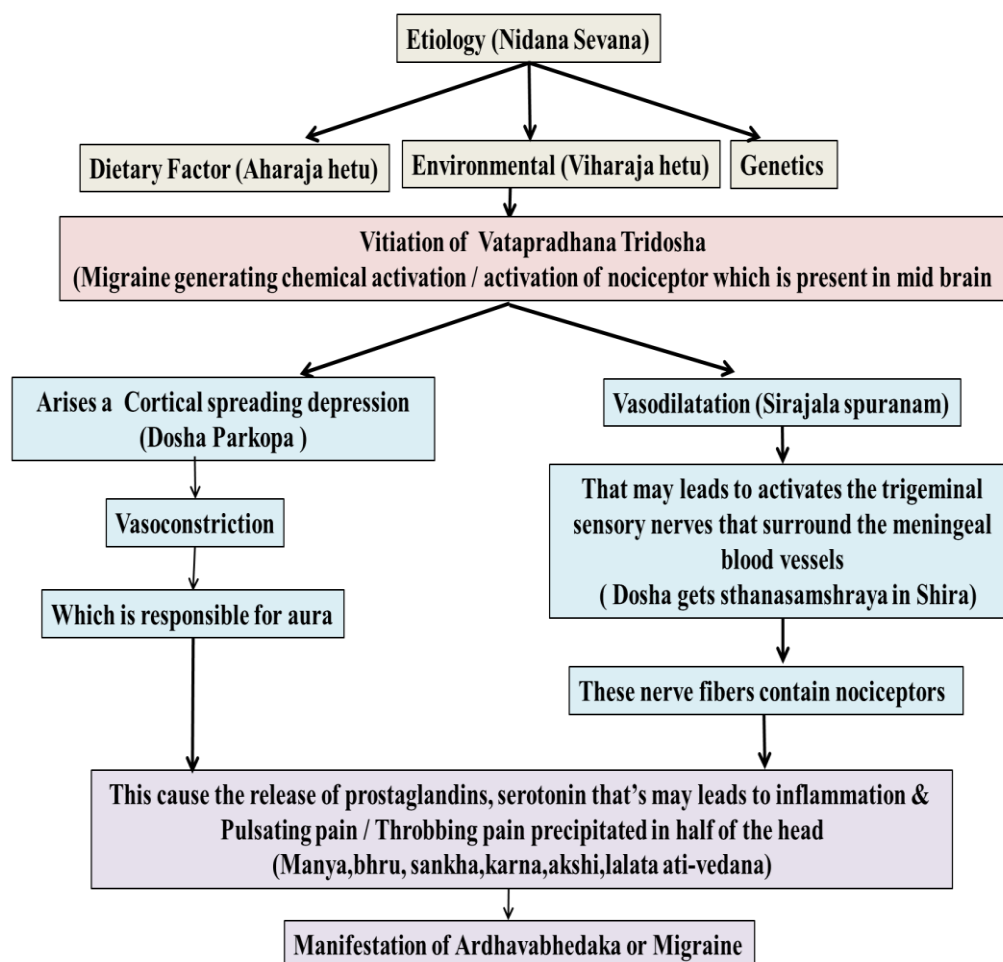 Etiology (Nidana Sevana)
Dietary Factor (Aharaja hetu)
Environmental (Viharaja hetu)
Genetics
Vitiation of Vatapradhana Tridosha
(Migraine generating chemical activation / activation of nociceptor which is present in mid brain
Arises a Cortical spreading depression
(Dosha Parkopa )
Vasoconstriction
Which is responsible for aura
Vasodilatation (Sirajala spuranam)
That may leads to activates the trigeminal
sensory nerves that surround the meningeal
blood vessels
( Dosha gets sthanasamshraya in Shira)
These nerve fibers contain nociceptors
This cause the release of prostaglandins, serotonin that's may leads to inflammation &
Pulsating pain / Throbbing pain precipitated in half of the head
(Manya,bhru, sankha,karna,akshi,lalata ati-vedana)
Manifestation of Ardhavabhedaka or Migraine